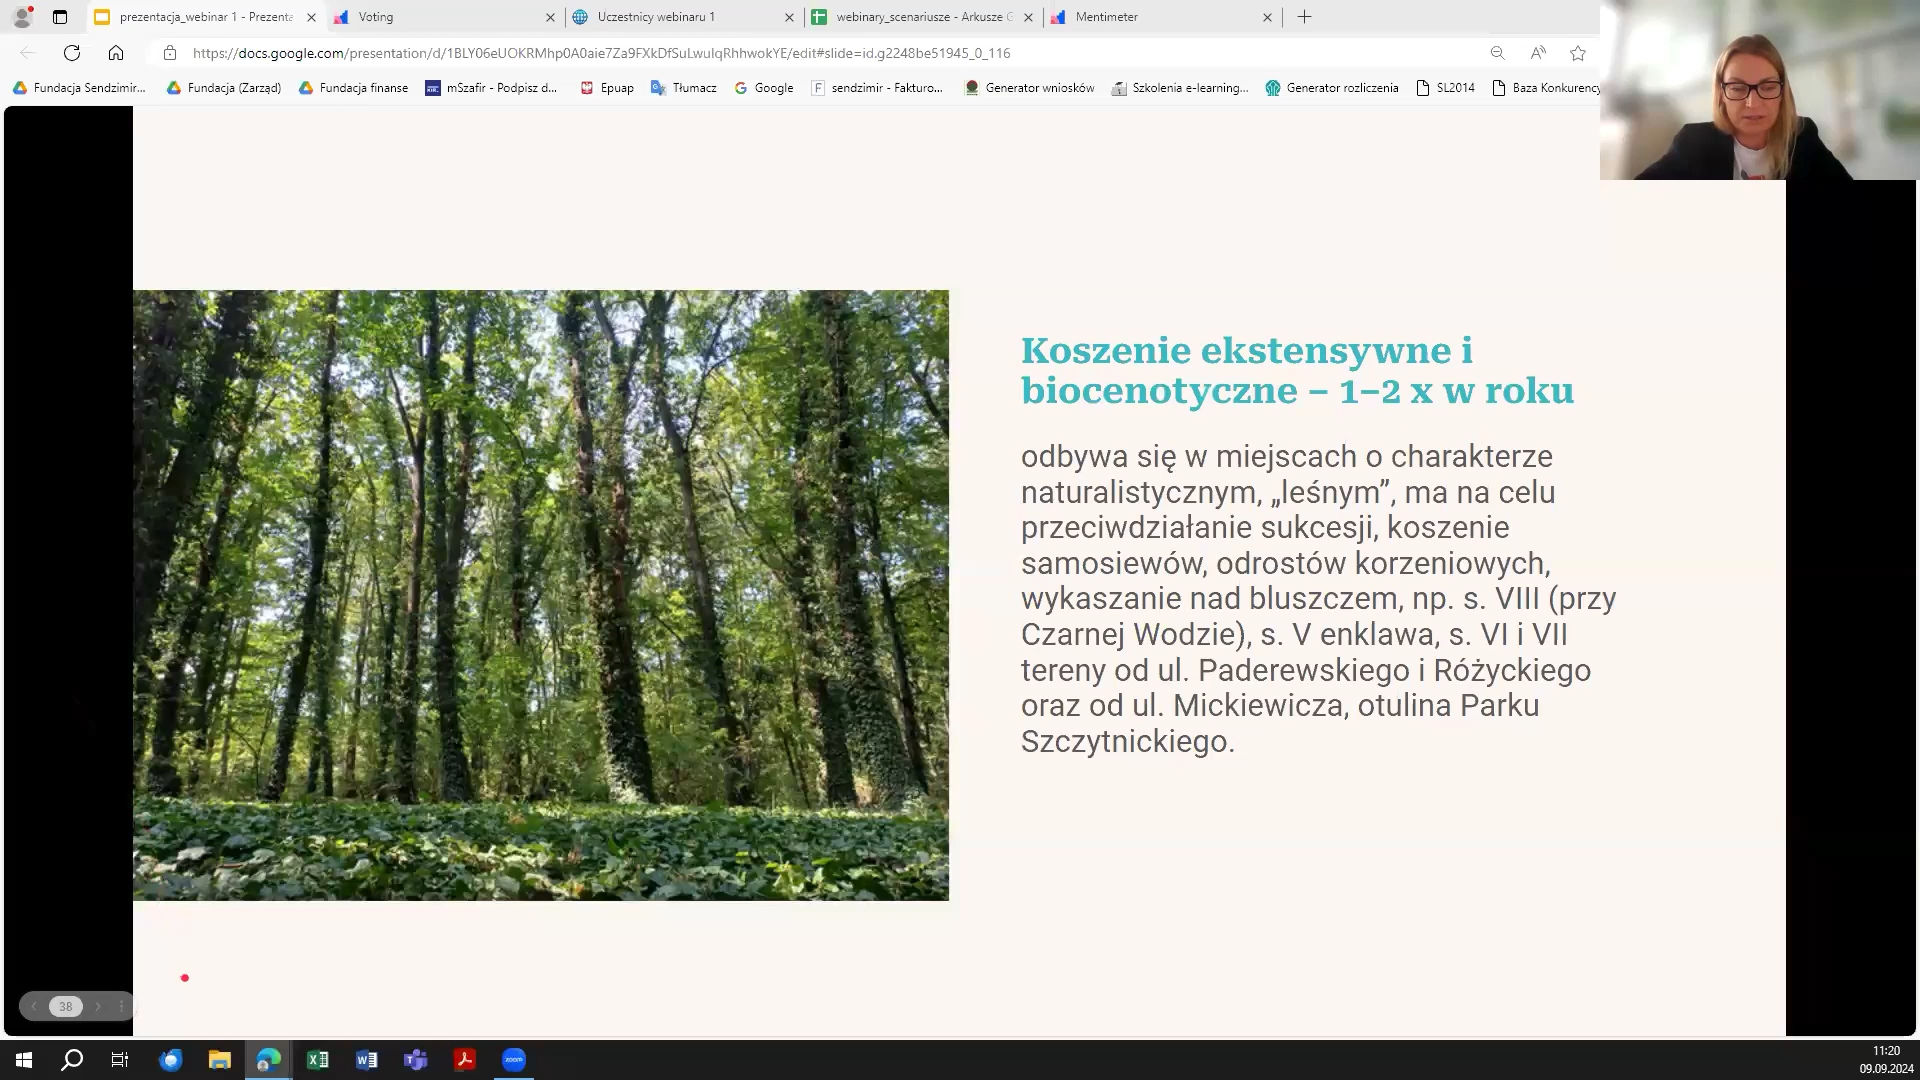 prezentacja_webinar 1 - Prezenta
Voting
Uczestnicy webinaru 1
webinary_scenariusze - Arkusze G
Mentimeter
https://docs.google.com/presentation/d/1BLY06eUOKRMhp0A0aie7Za9FXkDfSuLwuIqRhhwokYE/edit#slide=id.g2248be51945_0_116
Fundacja Sendzimir...
Fundacja (Zarząd)
Fundacja finanse
mSzafir - Podpisz d...
Epuap
Tłumacz
Google
sendzimir - Fakturo...
Generator wniosków
Szkolenia e-learning...
Generator rozliczenia
SL2014
Baza Konkurency
Koszenie ekstensywne i
biocenotyczne – 1–2 x w roku
odbywa się w miejscach o charakterze
naturalistycznym, „leśnym”, ma na celu
przeciwdziałanie sukcesji, koszenie
samosiewów, odrostów korzeniowych,
wykaszanie nad bluszczem, np. s. VIII (przy
Czarnej Wodzie), s. V enklawa, s. VI i VII
tereny od ul. Paderewskiego i Różyckiego
oraz od ul. Mickiewicza, otulina Parku
Szczytnickiego.
38
zoom
11:20
09.09.2024